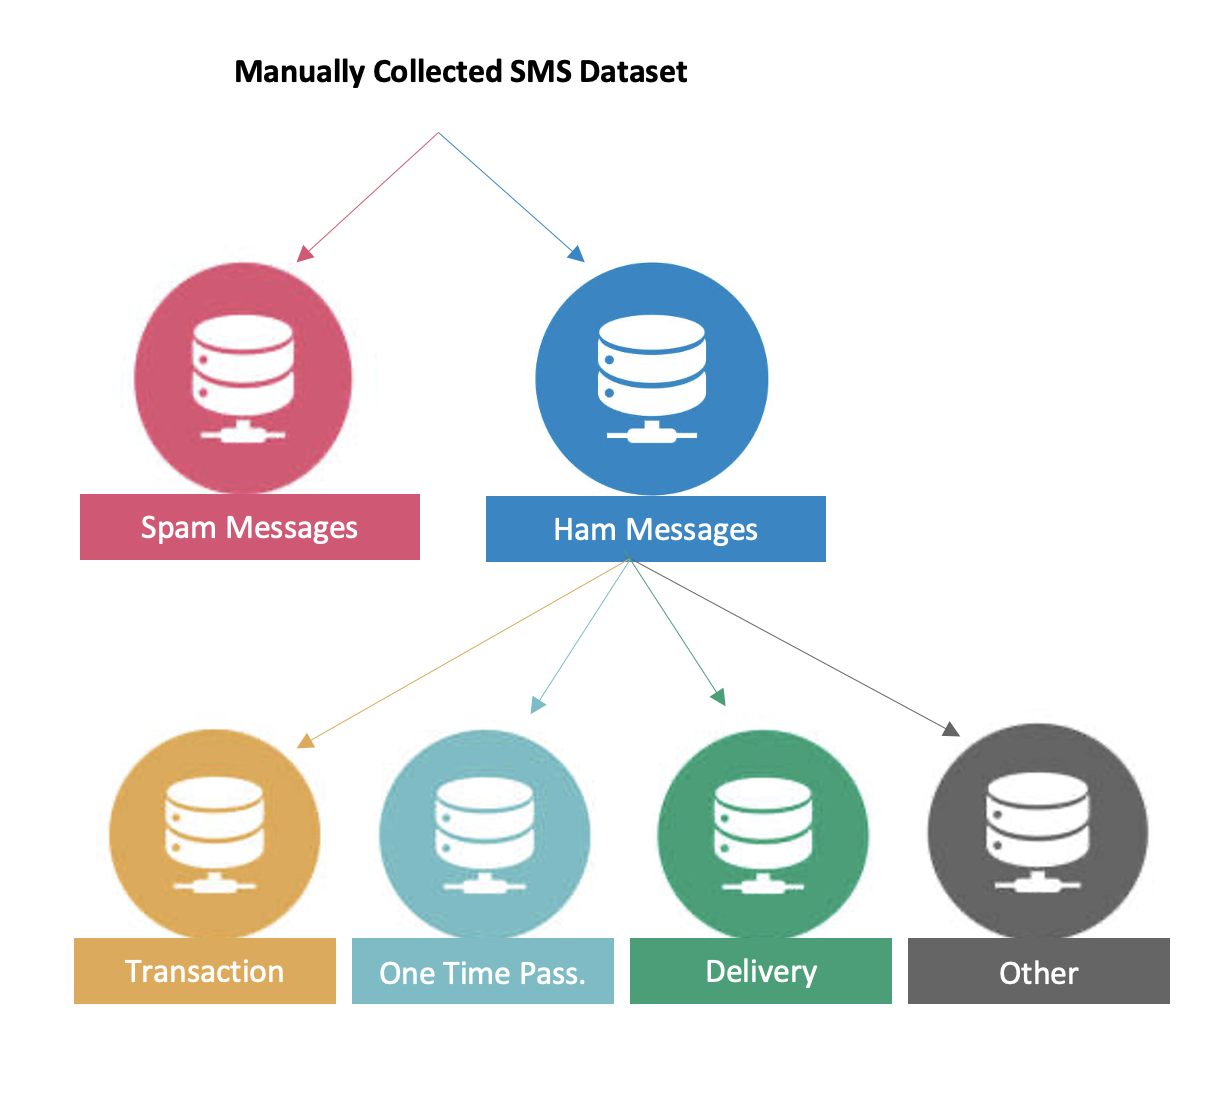 Manually Collected SMS Dataset
Spam Messages
Ham Messages
Transaction
One Time Pass.
Delivery
Other